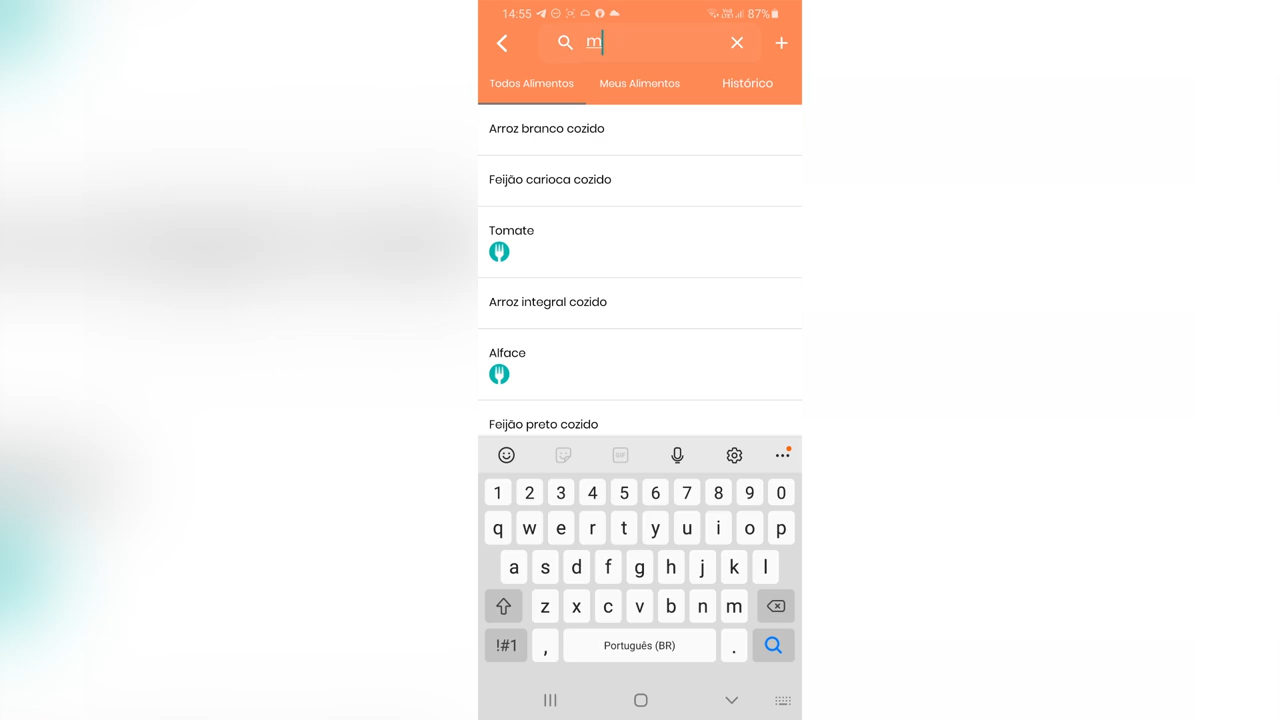 14:55 87%
m
Todos Alimentos Meus Alimentos Histórico
Arroz branco cozido
Feijão carioca cozido
Tomate
Arroz integral cozido
Alface
Feijão preto cozido
GIF
1 2 3 4 5 6 7 8 9 0
q w e r t y u i o p
a s d f g h j k l
z x c v b n m
!#1 , Português (BR) .